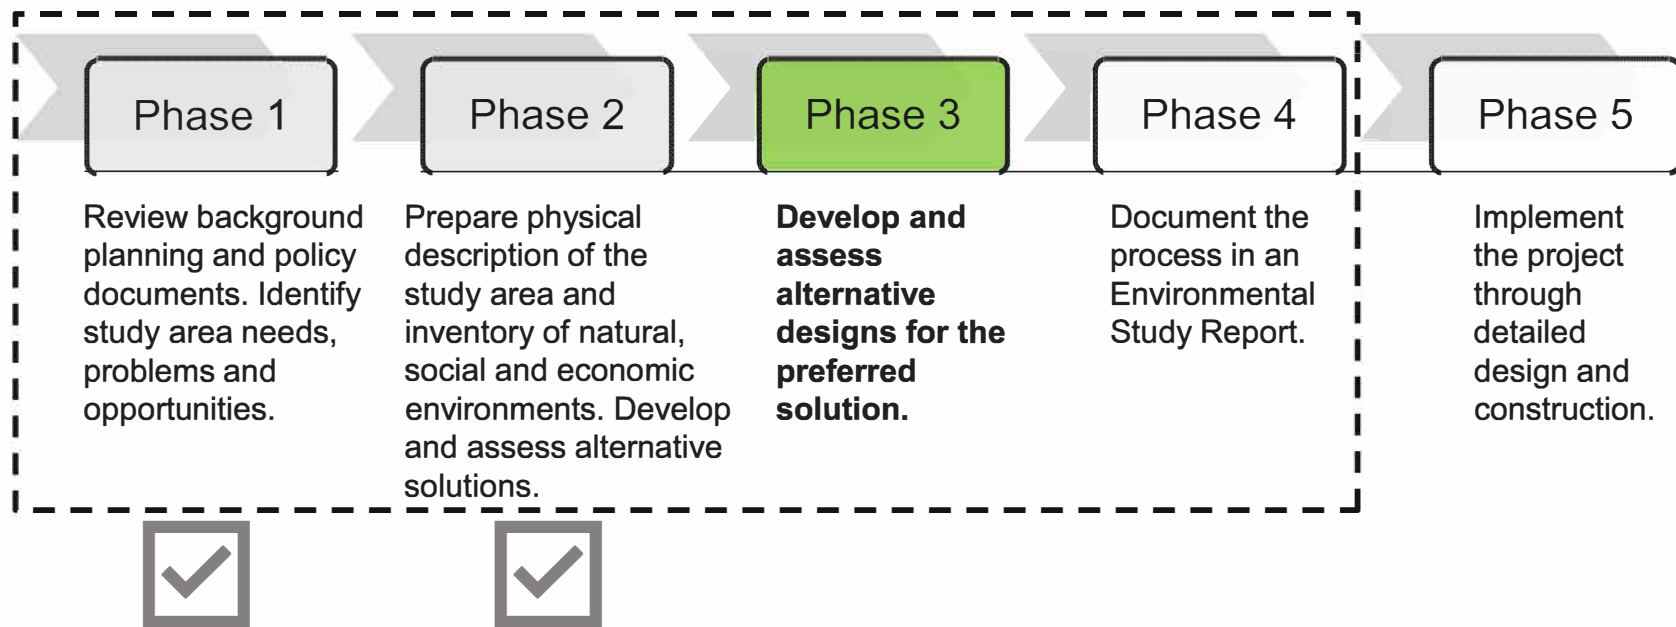 Phase 1
Phase 2
Phase 3
Phase 4
Phase 5
Review background
planning and policy
documents. Identify
study area needs,
problems and
opportunities.
Prepare physical
description of the
study area and
inventory of natural,
social and economic
environments. Develop
and assess alternative
solutions.
Develop and
assess
alternative
designs for the
preferred
solution.
Document the
process in an
Environmental
Study Report.
Implement
the project
through
detailed
design and
construction.